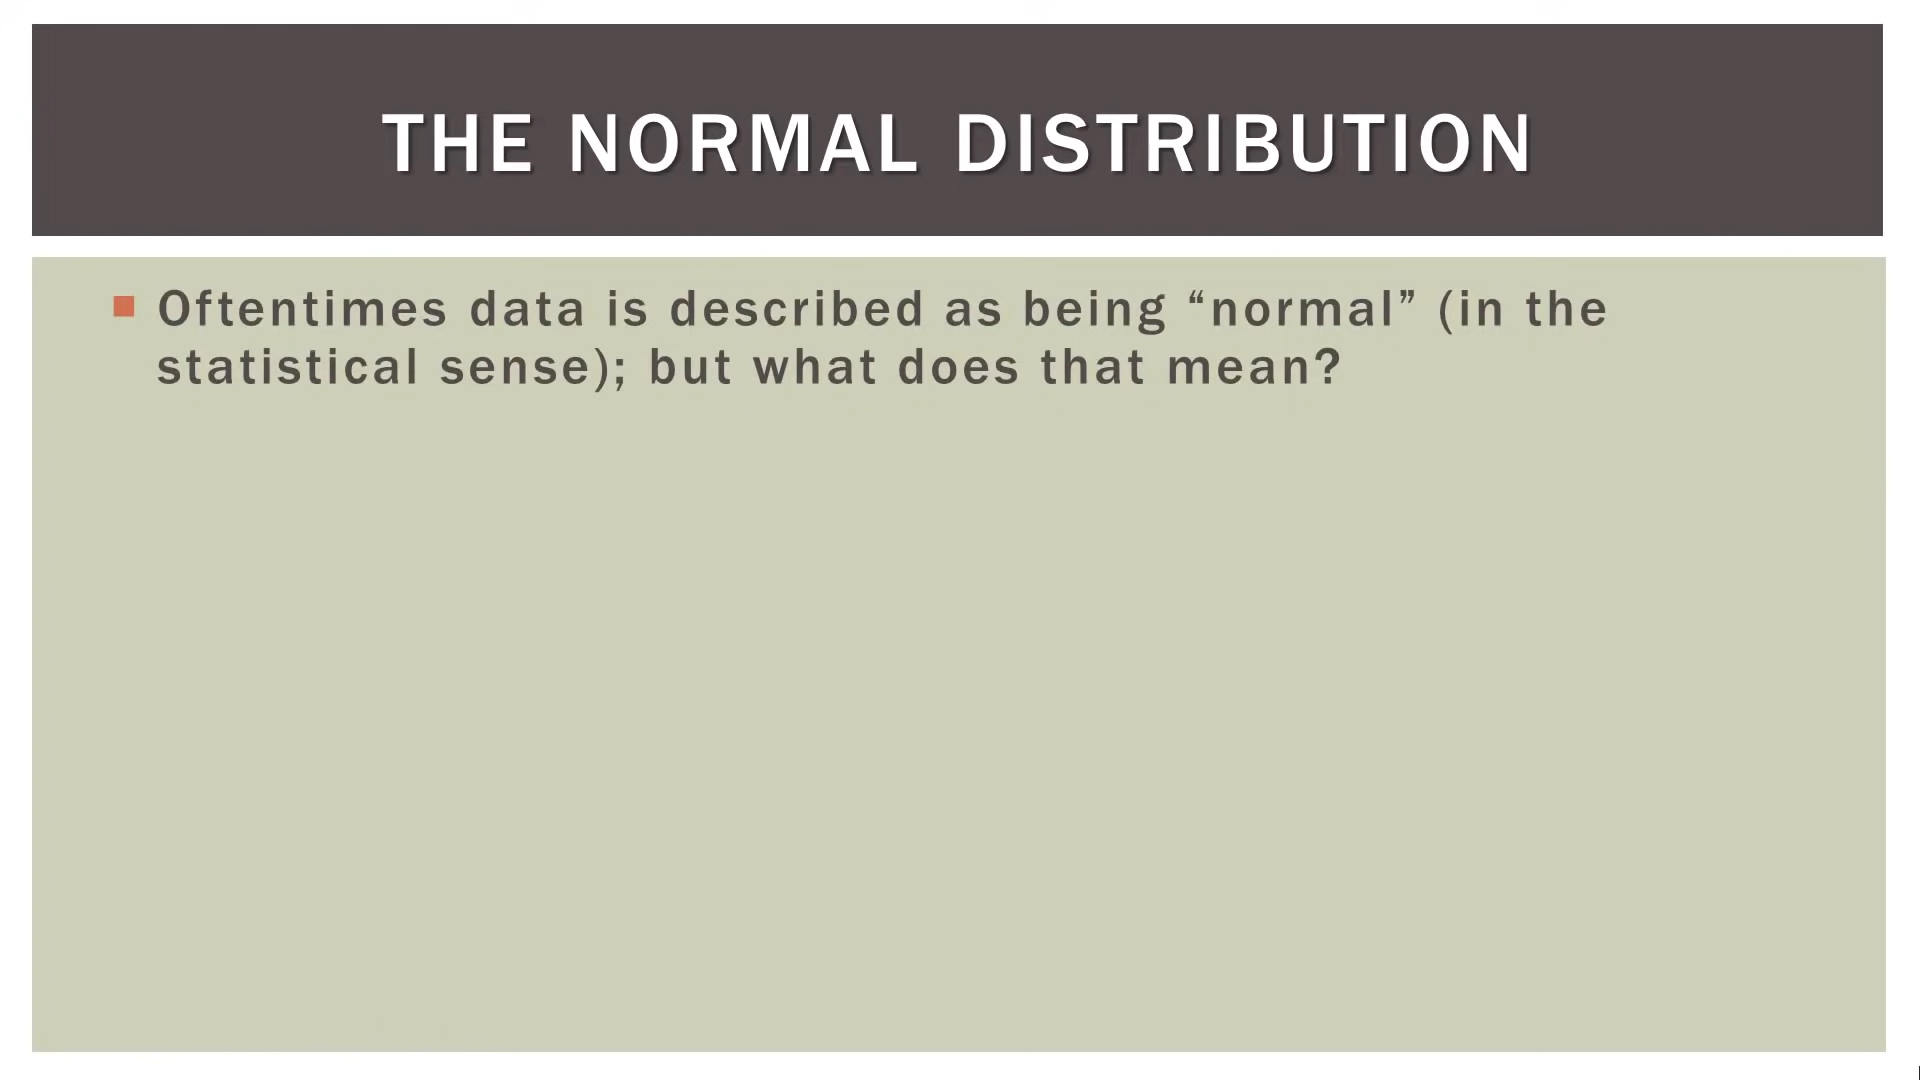 THE NORMAL DISTRIBUTION
Oftentimes data is described as being “normal” (in the
statistical sense); but what does that mean?